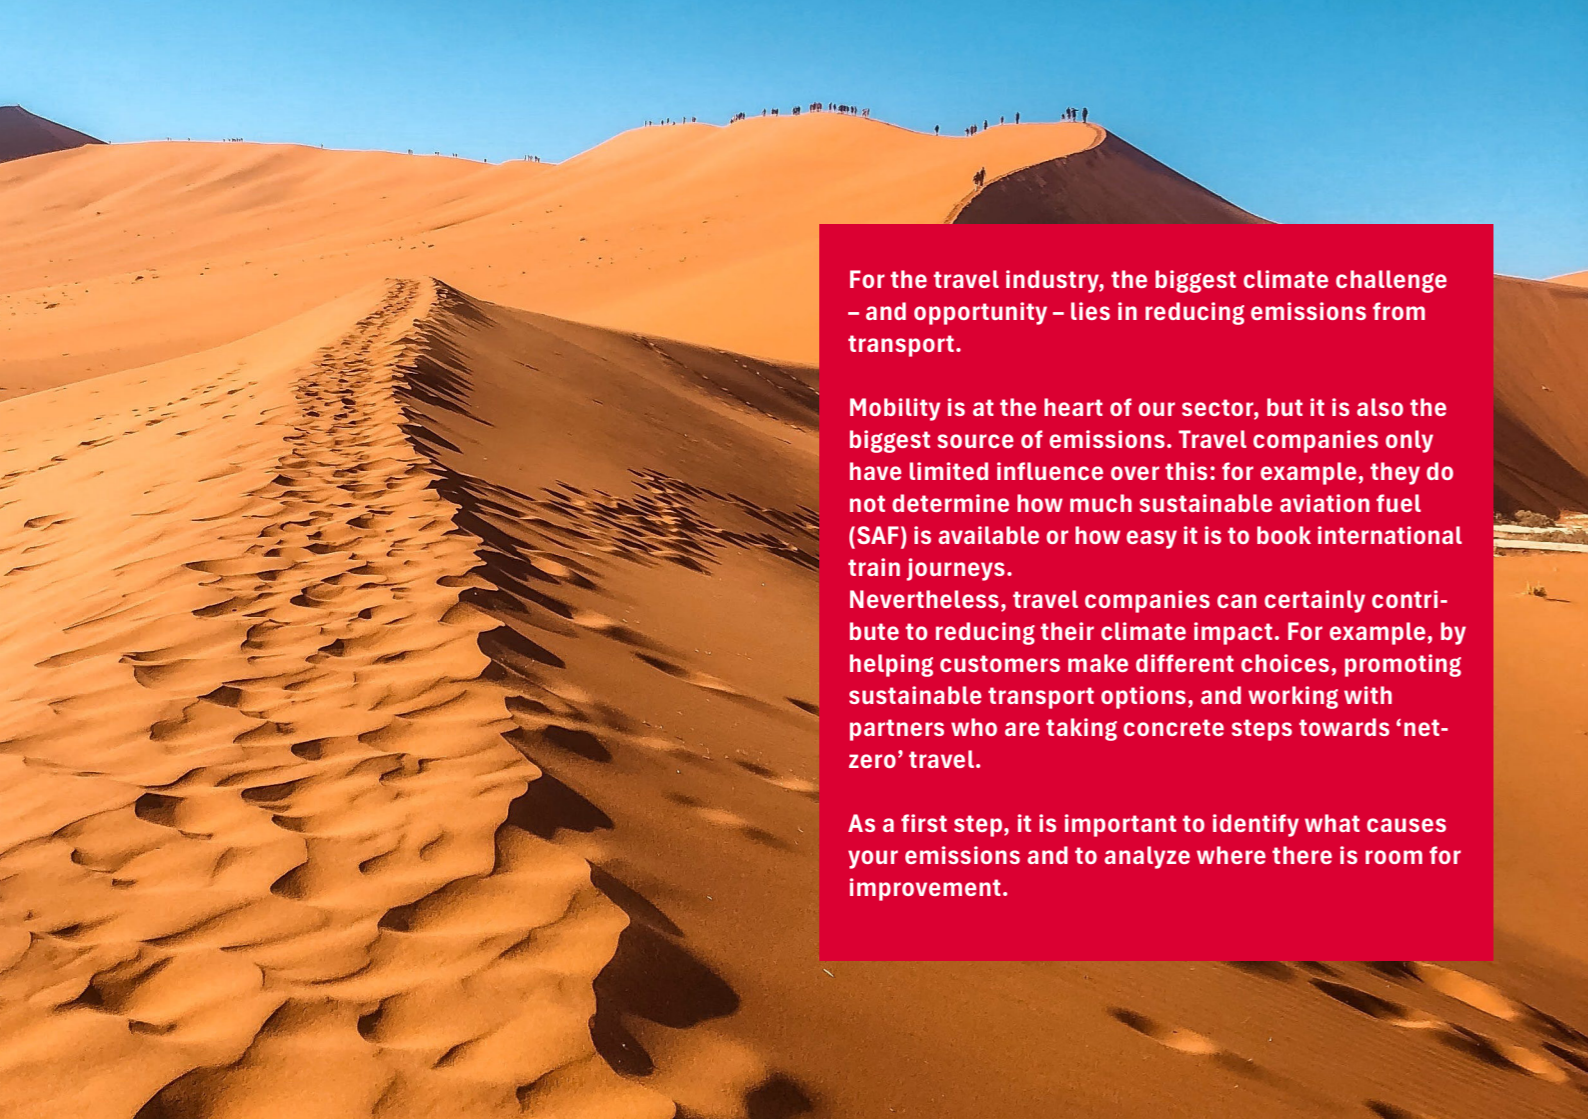 For the travel industry, the biggest climate challenge
– and opportunity – lies in reducing emissions from
transport.
Mobility is at the heart of our sector, but it is also the
biggest source of emissions. Travel companies only
have limited influence over this: for example, they do
not determine how much sustainable aviation fuel
(SAF) is available or how easy it is to book international
train journeys.
Nevertheless, travel companies can certainly contri-
bute to reducing their climate impact. For example, by
helping customers make different choices, promoting
sustainable transport options, and working with
partners who are taking concrete steps towards ‘net-
zero’ travel.
As a first step, it is important to identify what causes
your emissions and to analyze where there is room for
improvement.